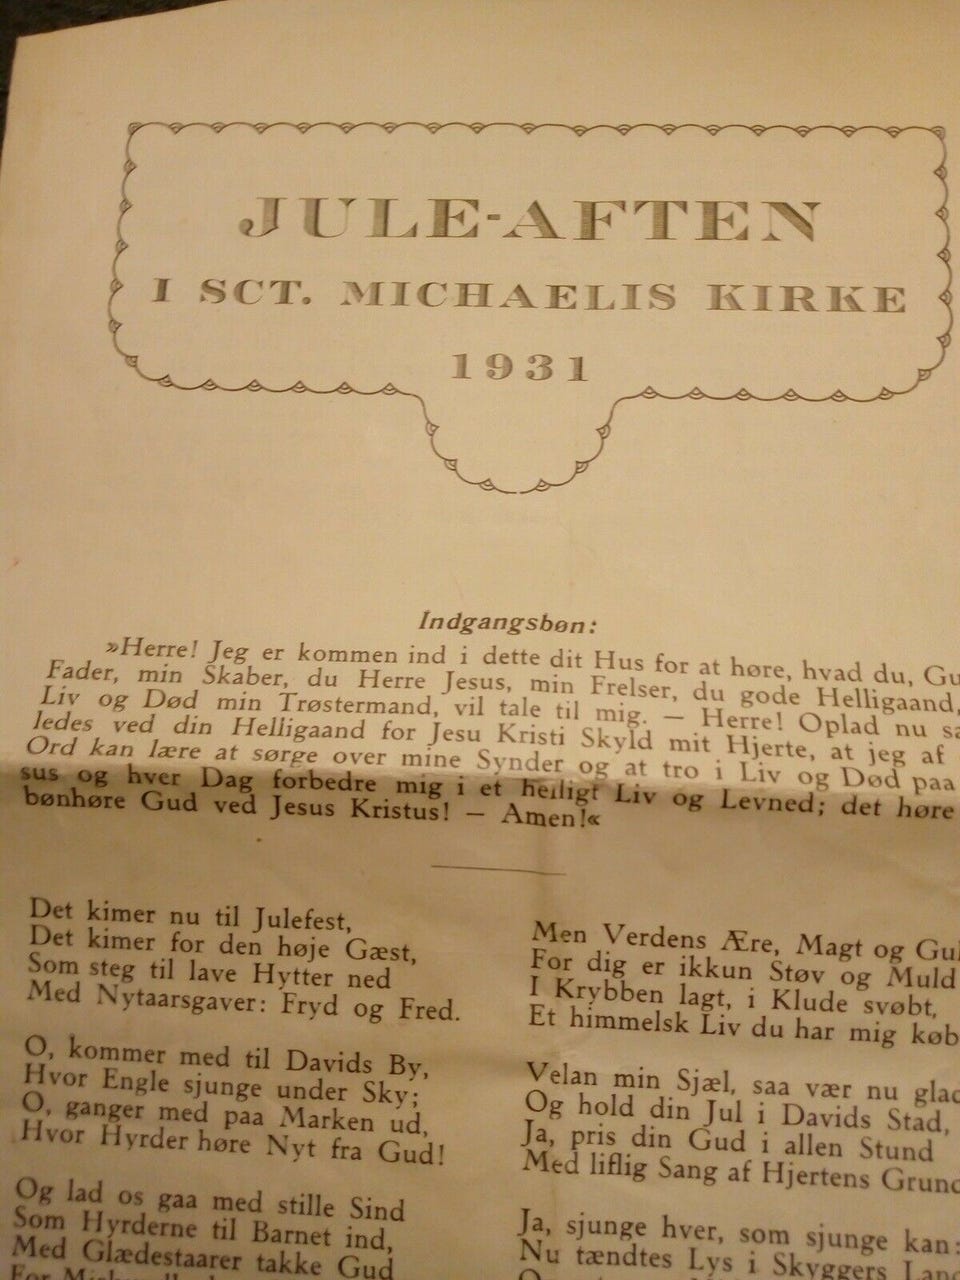 JULE-AFTEN
I SCT. MICHAELIS KIRKE
1931
Indgangsbøn:
»Herre! Jeg er kommen ind i dette dit Hus for at høre, hvad du,
Fader, min Skaber, du Herre Jesus, min Frelser, du gode Helligaand,
Liv og Død min Trøstermand, vil tale til mig. — Herre! Oplad nu
ledes ved din Helligaand for Jesu Kristi Skyld mit Hjerte, at jeg af
Ord kan lære at sørge over mine Synder og at tro i Liv og Død paa
sus og hver Dag forbedre mig i et helligt Liv og Levned; det høre
bønhøre Gud ved Jesus Kristus! — Amen!«
Det kimer nu til Julefest,
Det kimer for den høje Gæst,
Som steg til lave Hytter ned
Med Nytaarsgaver: Fryd og Fred.
O, kommer med til Davids By,
Hvor Engle sjunge under Sky;
O, ganger med paa Marken ud,
Hvor Hyrder høre Nyt fra Gud!
Og lad os gaa med stille Sind
Som Hyrderne til Barnet ind,
Med Glædestaarer takke Gud
Men Verdens Ære, Magt og
For dig er ikkun Støv og Muld
I Krybben lagt, i Klude svøbt,
Et himmelsk Liv du har mig
Velan min Sjæl, saa vær nu
Og hold din Jul i Davids Stad,
Ja, pris din Gud i allen Stund
Med liflig Sang af Hjertens
Ja, sjunge hver, som sjunge kan:
Nu tændtes Lys i Skyggers